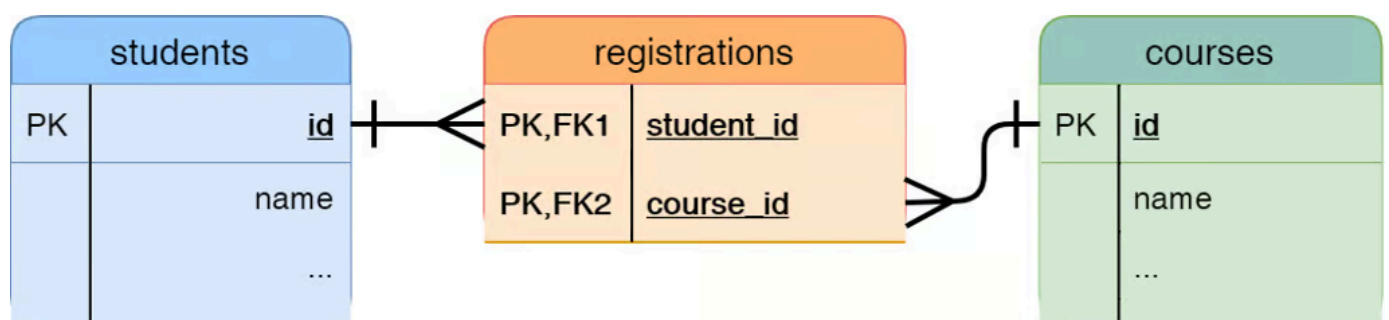 students
PK id
name
...
registrations
PK,FK1 student_id
PK,FK2 course_id
courses
PK id
name
...